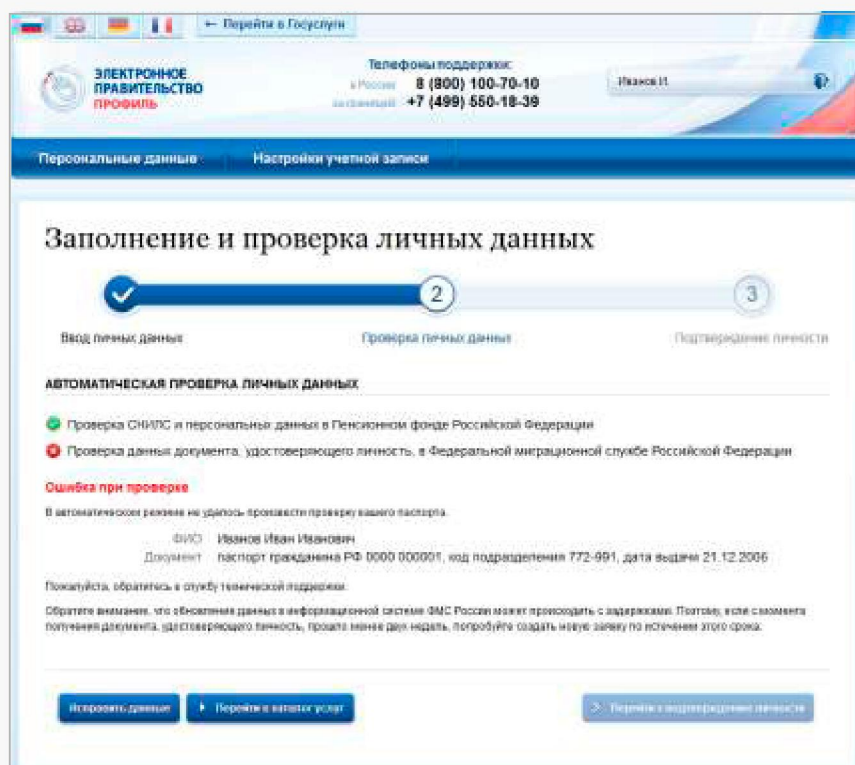 ← Перейти в Госуслуги
Телефоны поддержки:
ЭЛЕКТРОННОЕ
ПРАВИТЕЛЬСТВО
ПРОФИЛЬ
в России 8 (800) 100-70-10
+7 (499) 550-18-39
Иванов И.
Персональные данные Настройки учетной записи
Заполнение и проверка личных данных
2 3
Ввод личных данных Проверка личных данных Подтверждение личности
АВТОМАТИЧЕСКАЯ ПРОВЕРКА ЛИЧНЫХ ДАННЫХ
Проверка СНИЛС и персональных данных в Пенсионном фонде Российской Федерации
Проверка данных документа, удостоверяющего личность, в Федеральной миграционной службе Российской Федерации
Ошибка при проверке
В автоматическом режиме не удалось произвести проверку вашего паспорта.
ФИО Иванов Иван Иванович
Документ паспорт гражданина РФ 0000 000001, код подразделения 772-991, дата выдачи 21.12.2006
Пожалуйста, обратитесь в службу технической поддержки.
Обратите внимание, что обновление данных в информационной системе ФМС России может происходить с задержками. Поэтому, если с момента
получения документа, удостоверяющего личность, прошло менее двух недель, попробуйте создать новую заявку по истечении этого срока.
Исправить данные Перейти в каталог услуг Перейти к подтверждению личности